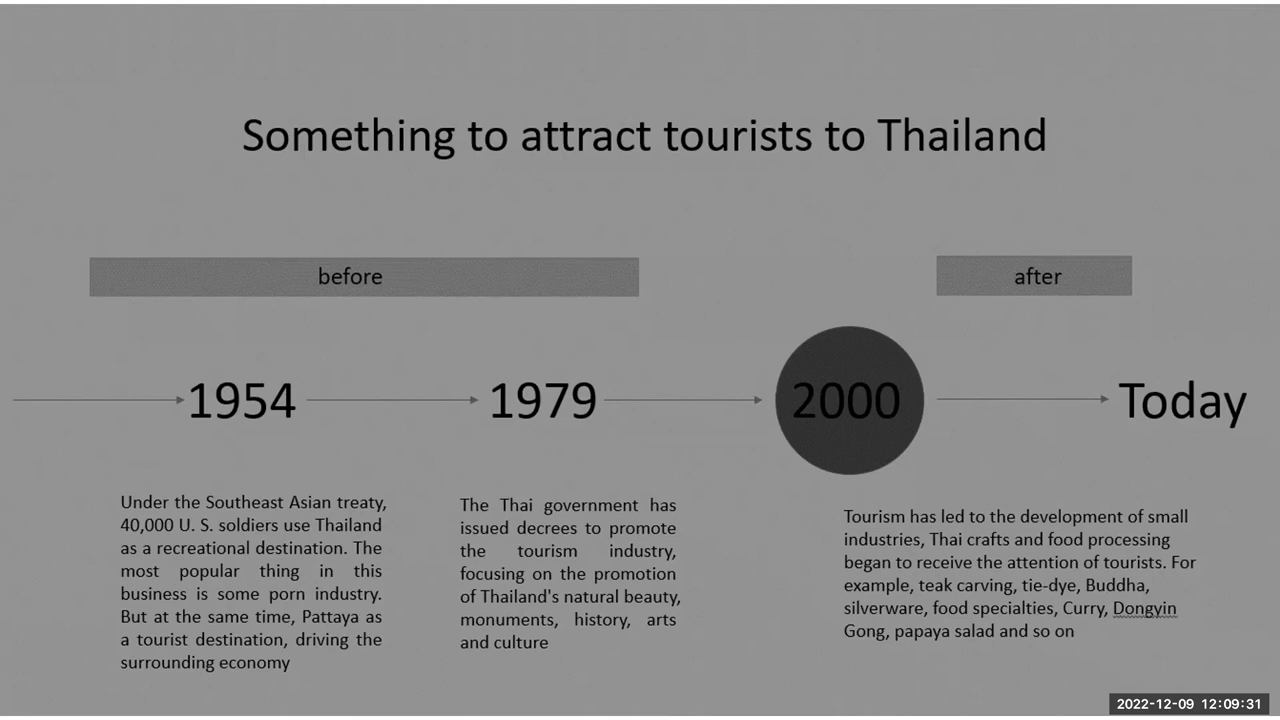 Something to attract tourists to Thailand
before
after
1954
1979
2000
Today
Under the Southeast Asian treaty,
40,000 U. S. soldiers use Thailand
as a recreational destination. The
most popular thing in this
business is some porn industry.
But at the same time, Pattaya as
a tourist destination, driving the
surrounding economy
The Thai government has
issued decrees to promote
the tourism industry,
focusing on the promotion
of Thailand's natural beauty,
monuments, history, arts
and culture
Tourism has led to the development of small
industries, Thai crafts and food processing
began to receive the attention of tourists. For
example, teak carving, tie-dye, Buddha,
silverware, food specialties, Curry, Dongyin
Gong, papaya salad and so on
2022-12-09 12:09:31